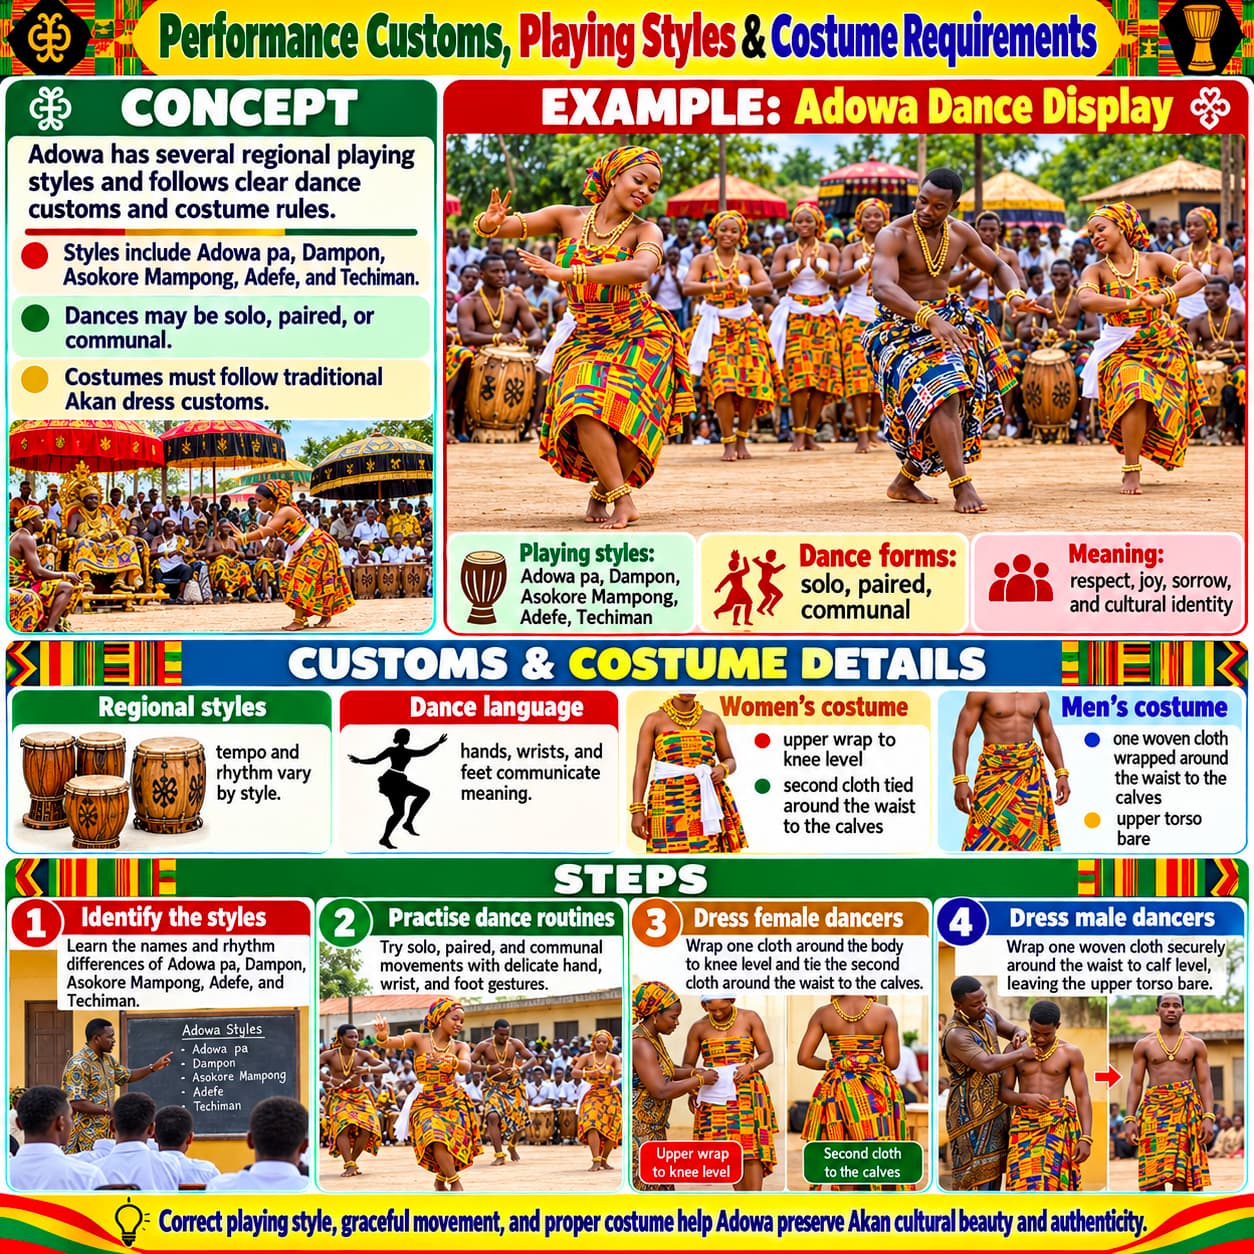 Performance Customs, Playing Styles & Costume Requirements
CONCEPT
Adowa has several regional playing
styles and follows clear dance
customs and costume rules.
Styles include Adowa pa, Dampon,
Asokore Mampong, Adefe, and Techiman.
Dances may be solo, paired, or
communal.
Costumes must follow traditional
Akan dress customs.
EXAMPLE: Adowa Dance Display
Playing styles:
Adowa pa, Dampon,
Asokore Mampong,
Adefe, Techiman
Dance forms:
solo, paired,
communal
Meaning:
respect, joy, sorrow,
and cultural identity
CUSTOMS & COSTUME DETAILS
Regional styles
tempo and
rhythm vary
by style.
Dance language
hands, wrists, and
feet communicate
meaning.
Women's costume
upper wrap to
knee level
second cloth tied
around the waist
to the calves
Men's costume
one woven cloth
wrapped around
the waist to the
calves
upper torso
bare
STEPS
1 Identify the styles
Learn the names and rhythm
differences of Adowa pa, Dampon,
Asokore Mampong, Adefe, and
Techiman.
Adowa Styles
- Adowa pa
- Dampon
- Asokore Mampong
- Adefe
- Techiman
2 Practise dance routines
Try solo, paired, and communal
movements with delicate hand,
wrist, and foot gestures.
3 Dress female dancers
Wrap one cloth around the body
to knee level and tie the second
cloth around the waist to the calves.
Upper wrap
to knee level
Second cloth
to the calves
4 Dress male dancers
Wrap one woven cloth securely
around the waist to calf level,
leaving the upper torso bare.
Correct playing style, graceful movement, and proper costume help Adowa preserve Akan cultural beauty and authenticity.